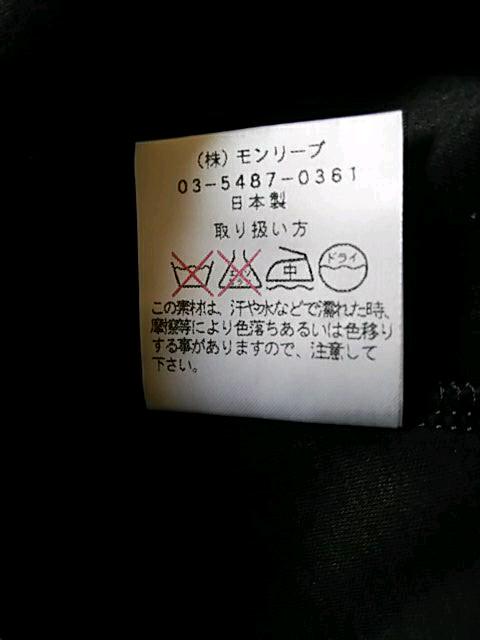 （株）モンリーブ
03-5487-0361
日本製
取り扱い方
中 ドライ
この素材は、汗や水などで濡れた時、
摩擦等により色落ちあるいは色移り
する事がありますので、注意して
下さい。